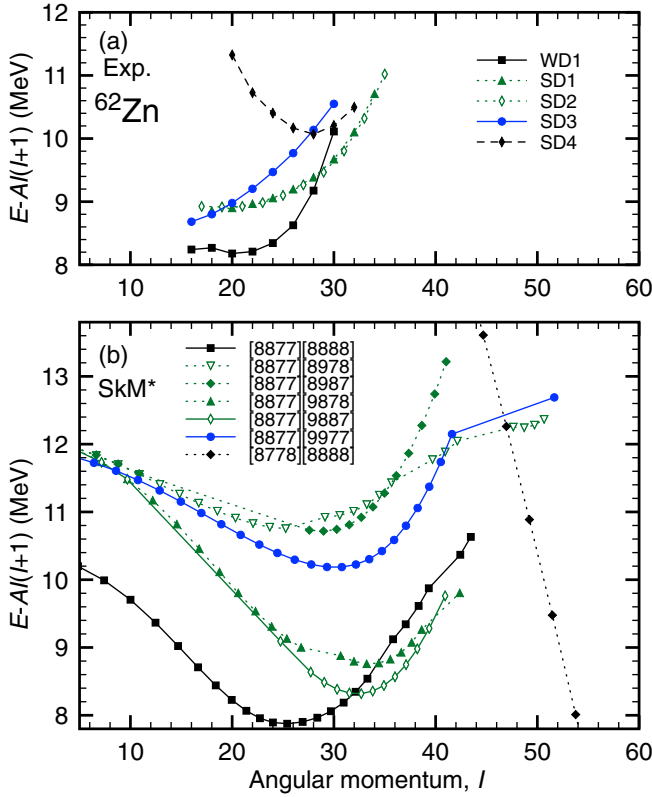 12
11
10
9
8
E-AI(I+1) (MeV)
(a)
Exp.
⁶²Zn
WD1
SD1
SD2
SD3
SD4
10 20 30 40 50 60
13
12
11
10
9
8
E-AI(I+1) (MeV)
(b)
SkM*
[8877][8888]
[8877][8978]
[8877][8987]
[8877][9878]
[8877][9887]
[8877][9977]
[8778][8888]
10 20 30 40 50 60
Angular momentum, I